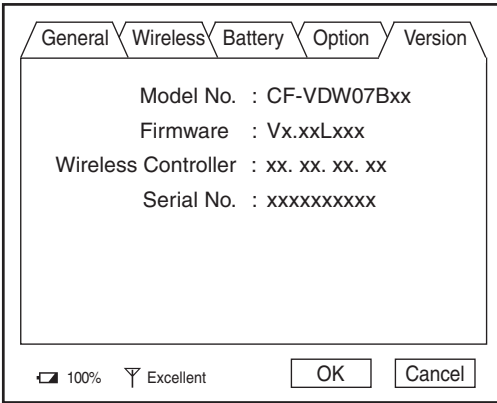 General Wireless Battery Option Version
Model No. : CF-VDW07Bxx
Firmware : Vx.xxLxxx
Wireless Controller : xx. xx. xx. xx
Serial No. : xxxxxxxxxx
100% Excellent OK Cancel